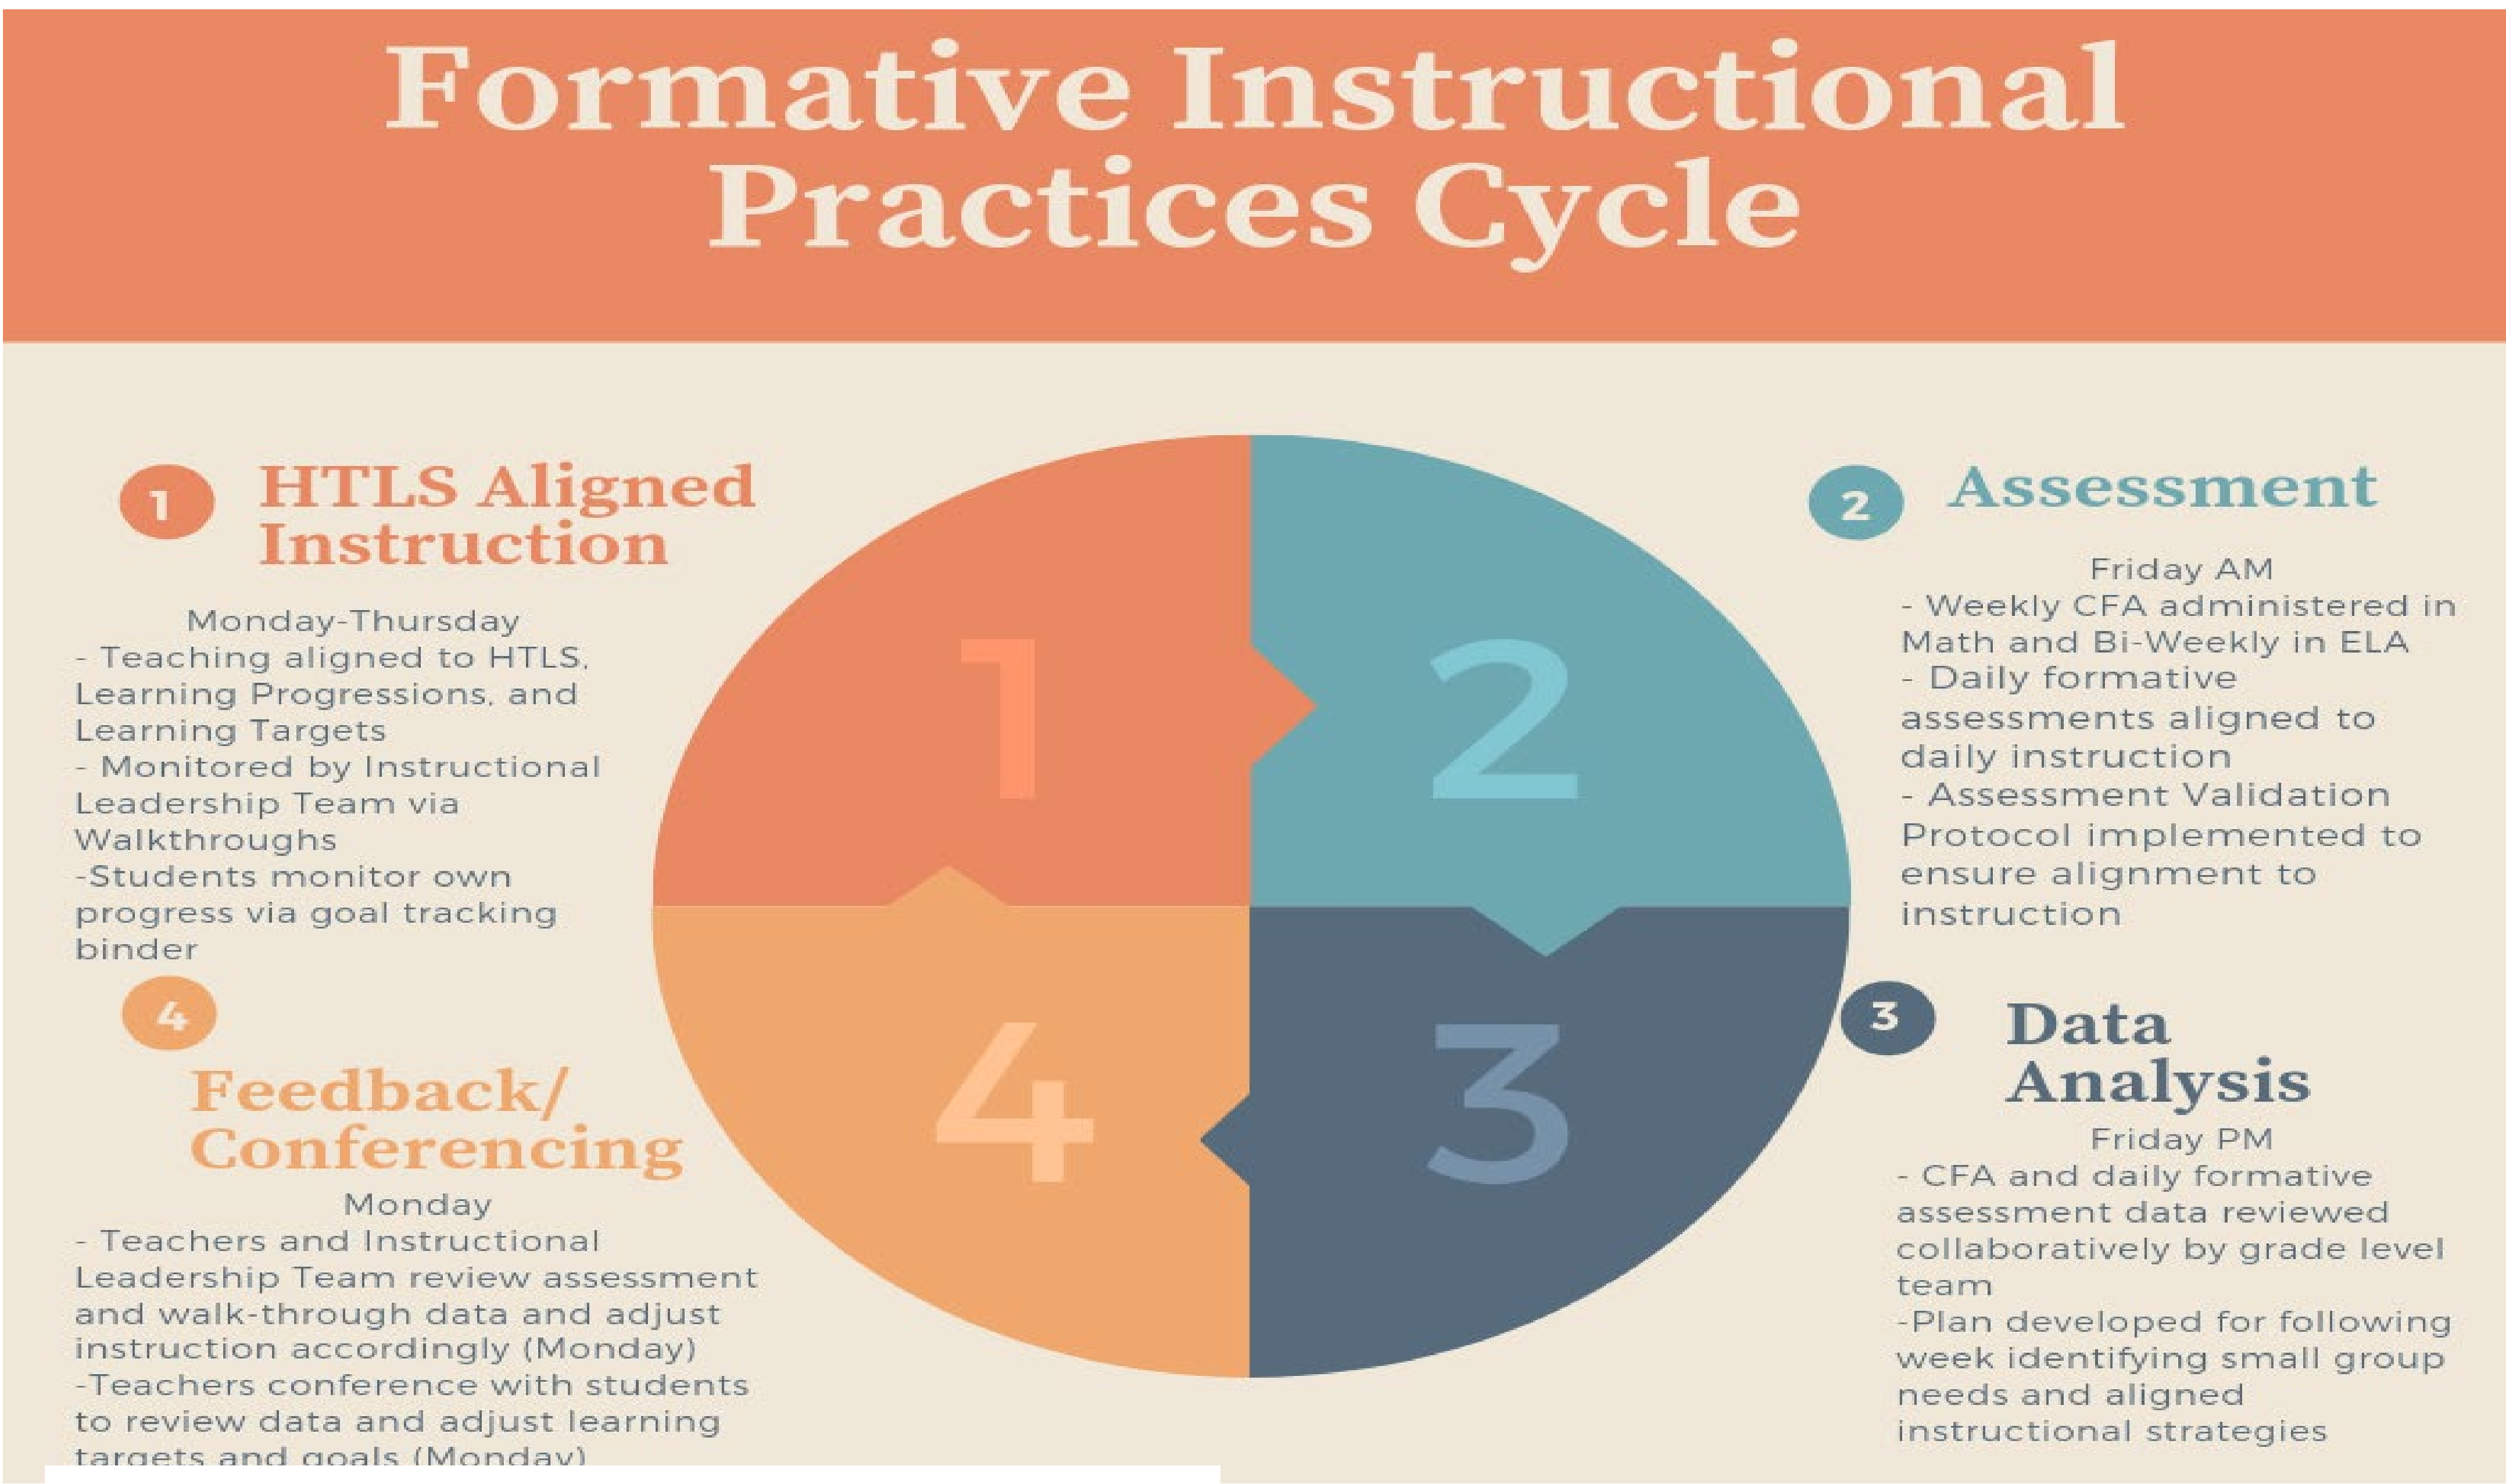 Formative Instructional
Practices Cycle
1
HTLS Aligned
Instruction
Monday-Thursday
- Teaching aligned to HTLS,
Learning Progressions, and
Learning Targets
- Monitored by Instructional
Leadership Team via
Walkthroughs
-Students monitor own
progress via goal tracking
binder
2
Assessment
Friday AM
- Weekly CFA administered in
Math and Bi-Weekly in ELA
- Daily formative
assessments aligned to
daily instruction
- Assessment Validation
Protocol implemented to
ensure alignment to
instruction
1
2
4
3
3
Data
Analysis
Friday PM
- CFA and daily formative
assessment data reviewed
collaboratively by grade level
team
-Plan developed for following
week identifying small group
needs and aligned
instructional strategies
4
Feedback/
Conferencing
Monday
- Teachers and Instructional
Leadership Team review assessment
and walk-through data and adjust
instruction accordingly (Monday)
-Teachers conference with students
to review data and adjust learning
targets and goals (Monday)